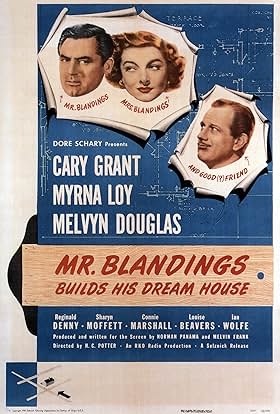 TERRACE
MR. BLANDINGS
MRS. BLANDINGS
DORE SCHARY Presents
CARY GRANT
MYRNA LOY
MELVYN DOUGLAS
AND GOOD(?) FRIEND
MR. BLANDINGS
BUILDS HIS DREAM HOUSE
Reginald Sharyn Connie Louise Ian
DENNY MOFFETT MARSHALL BEAVERS WOLFE
Produced and written for the Screen by NORMAN PANAMA and MELVIN FRANK
Directed by H. C. POTTER · An RKO RADIO Production · A Selznick Release